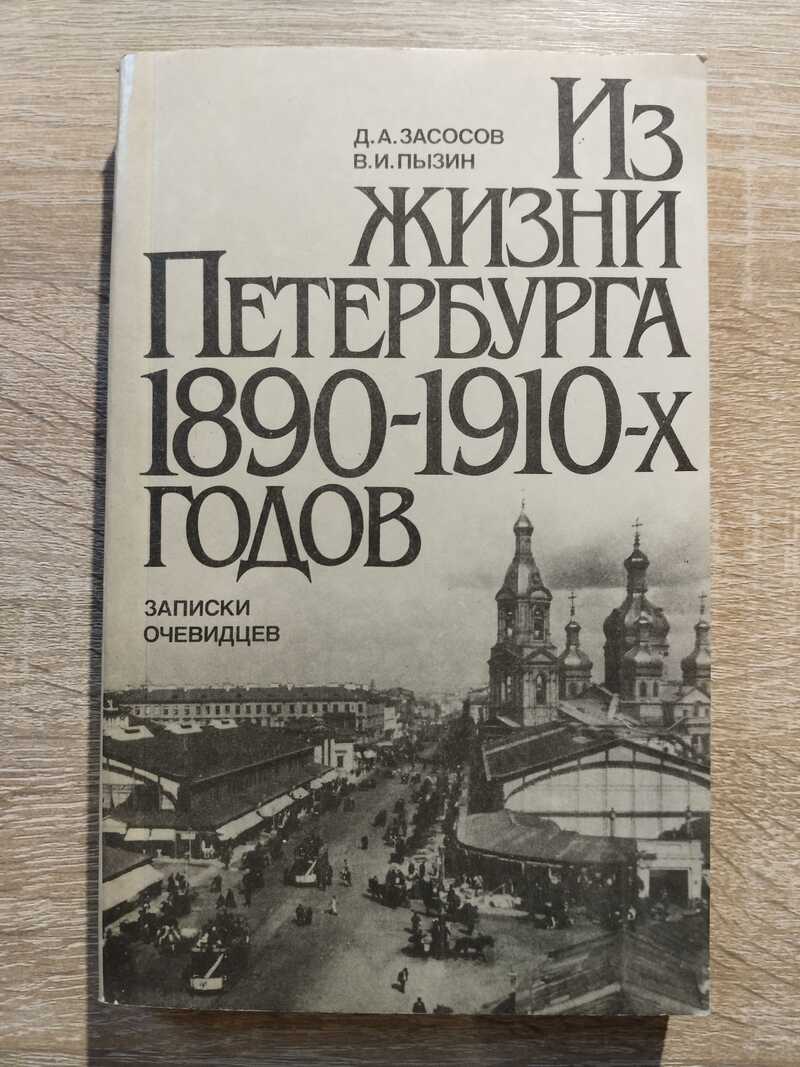 Д.А.ЗАСОСОВ
В.И.ПЫЗИН
Из
ЖИЗНИ
ПЕТЕРБУРГА
1890-1910-х
ГОДОВ
ЗАПИСКИ
ОЧЕВИДЦЕВ